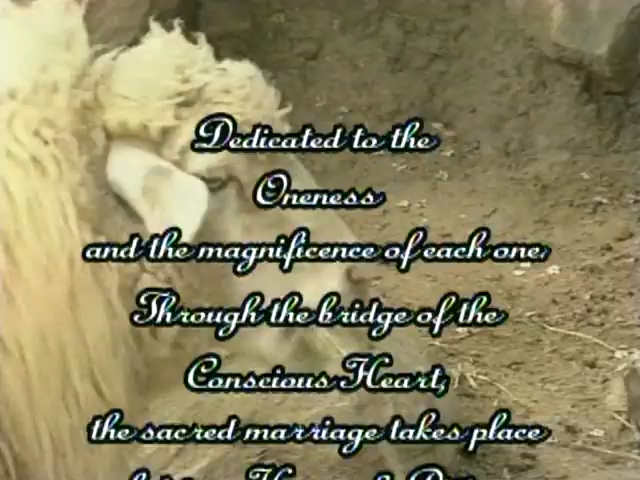 Dedicated to the
Oneness
and the magnificence of each one.
Through the bridge of the
Conscious Heart,
the sacred marriage takes place